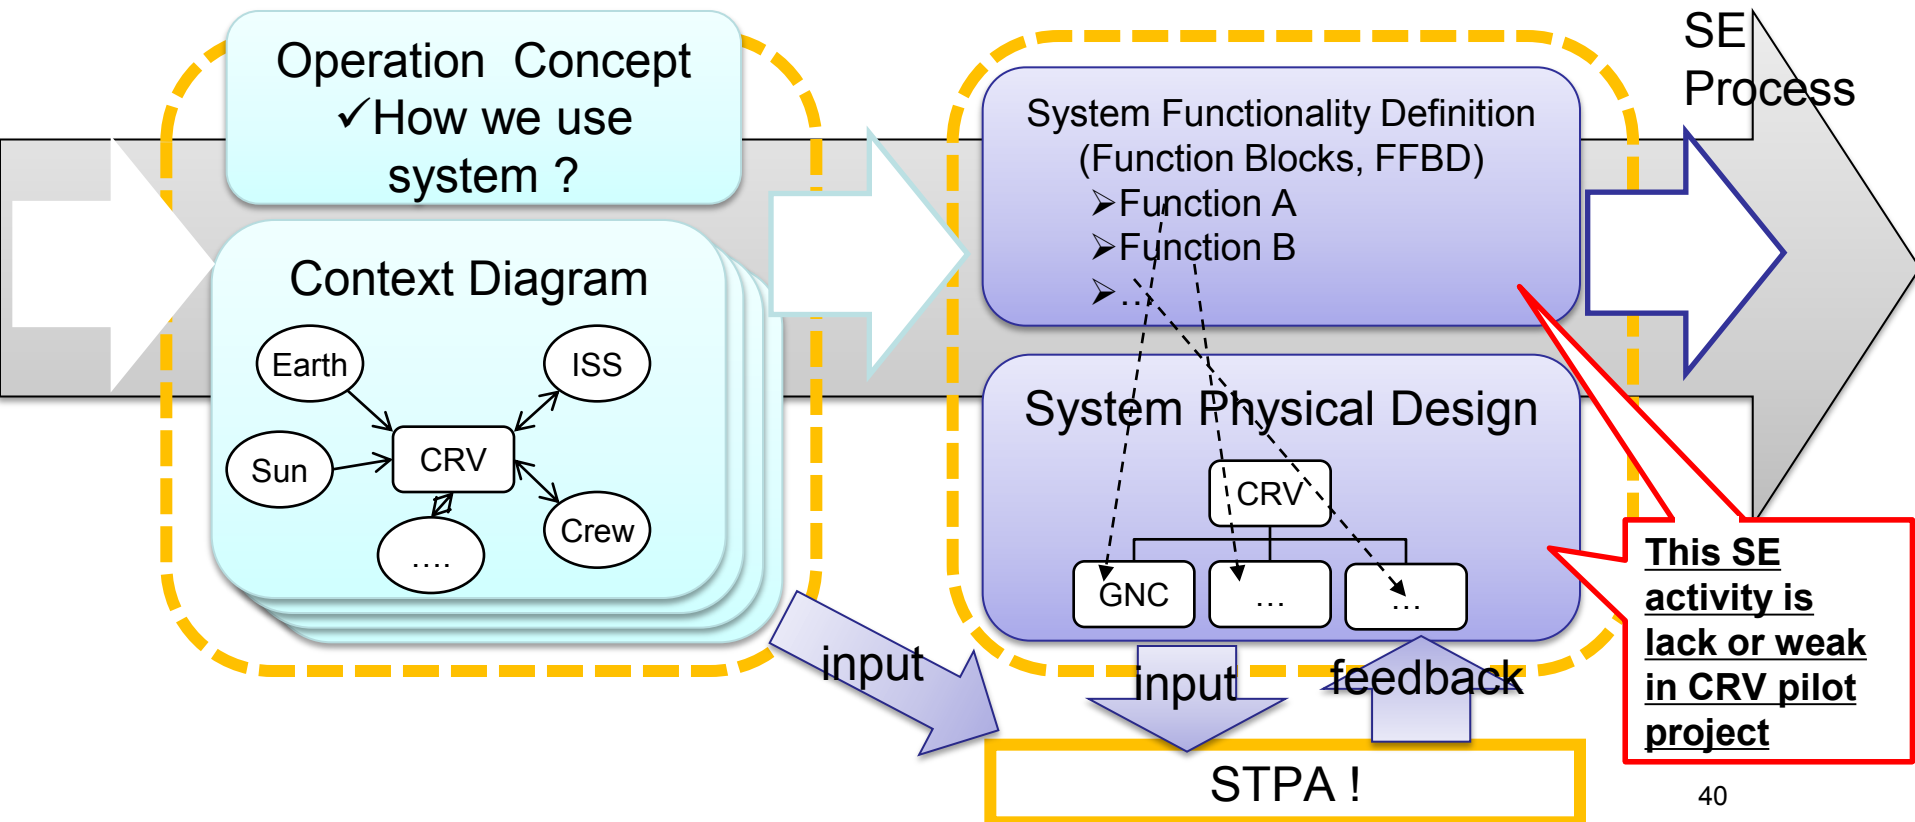 SE
Process
Operation  Concept
✓How we use
system ?
Context Diagram
Earth
ISS
Sun
CRV
Crew
….
System Functionality Definition
(Function Blocks, FFBD)
➢Function A
➢Function B
➢…
System Physical Design
CRV
GNC
…
…
This SE
activity is
lack or weak
in CRV pilot
project
input
input
feedback
STPA !
40